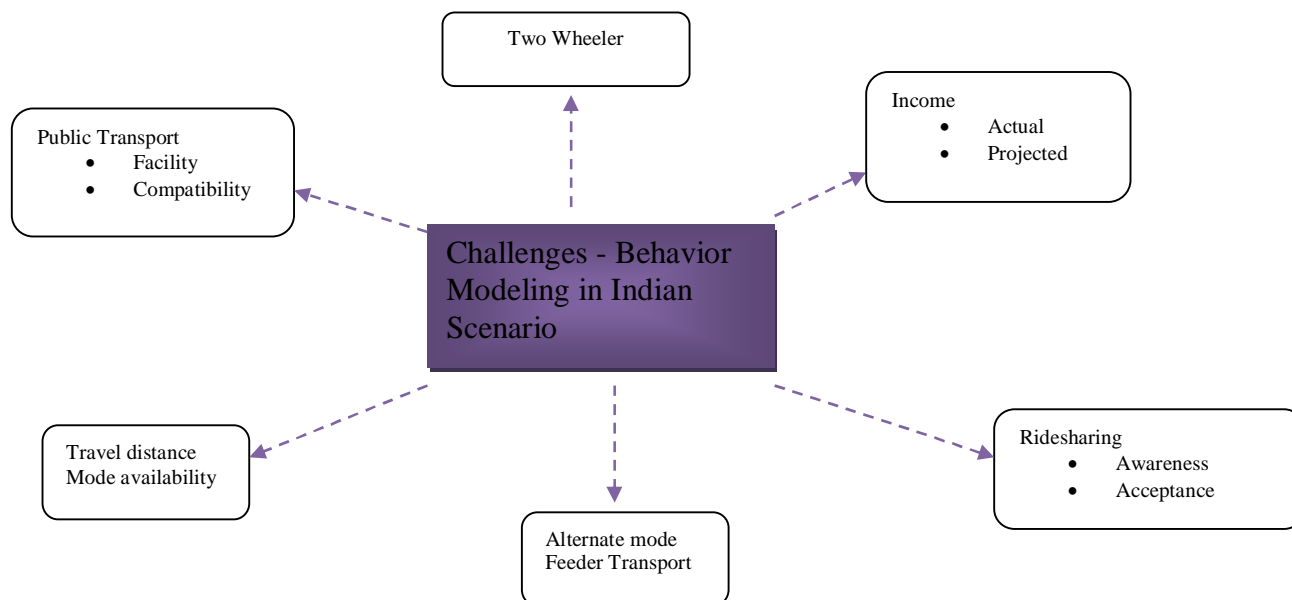 Two Wheeler
Public Transport
• Facility
• Compatibility
Income
• Actual
• Projected
Challenges - Behavior
Modeling in Indian
Scenario
Travel distance
Mode availability
Alternate mode
Feeder Transport
Ridesharing
• Awareness
• Acceptance